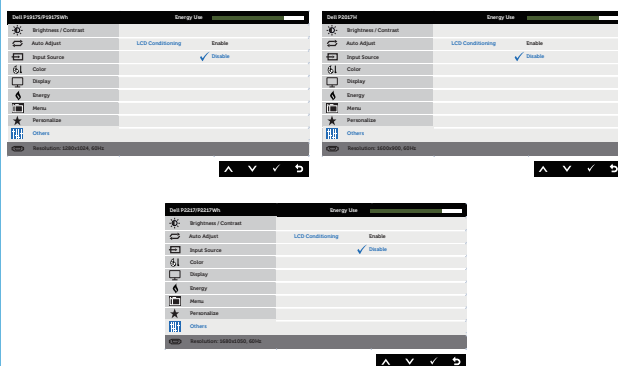 Dell P1917S/P1917SWh Energy Use
Brightness / Contrast
Auto Adjust LCD Conditioning Enable
Input Source Disable
Color
Display
Energy
Menu
Personalize
Others
Resolution: 1280x1024, 60Hz
Dell P2017H Energy Use
Brightness / Contrast
Auto Adjust LCD Conditioning Enable
Input Source Disable
Color
Display
Energy
Menu
Personalize
Others
Resolution: 1600x900, 60Hz
Dell P2217/P2217Wh Energy Use
Brightness / Contrast
Auto Adjust LCD Conditioning Enable
Input Source Disable
Color
Display
Energy
Menu
Personalize
Others
Resolution: 1680x1050, 60Hz